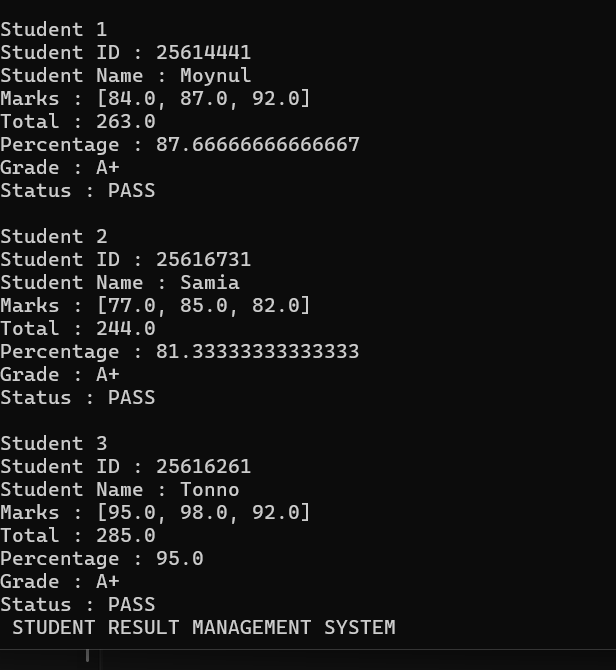 Student 1
Student ID : 25614441
Student Name : Moynul
Marks : [84.0, 87.0, 92.0]
Total : 263.0
Percentage : 87.66666666666667
Grade : A+
Status : PASS

Student 2
Student ID : 25616731
Student Name : Samia
Marks : [77.0, 85.0, 82.0]
Total : 244.0
Percentage : 81.33333333333333
Grade : A+
Status : PASS

Student 3
Student ID : 25616261
Student Name : Tonno
Marks : [95.0, 98.0, 92.0]
Total : 285.0
Percentage : 95.0
Grade : A+
Status : PASS
STUDENT RESULT MANAGEMENT SYSTEM